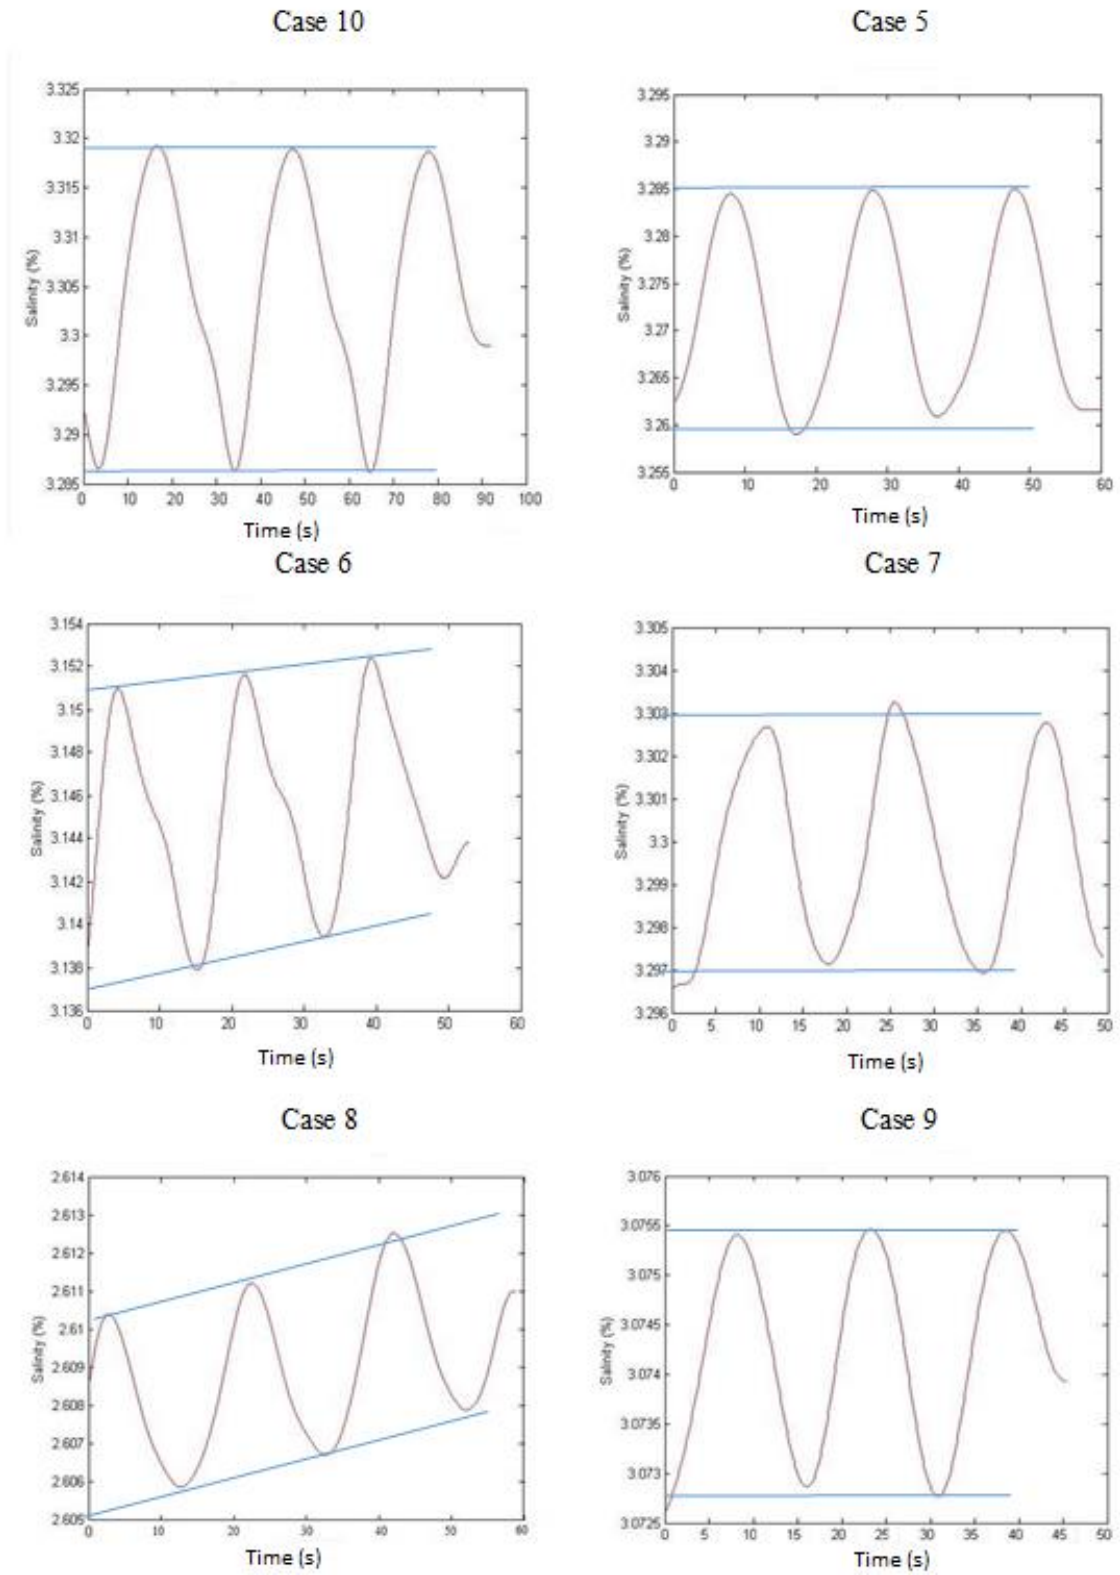 Case 10
3.325
3.32
3.315
3.31
3.305
3.3
3.295
3.29
3.285
Salinity (%)
0 10 20 30 40 50 60 70 80 90 100
Time (s)
Case 5
3.295
3.29
3.285
3.28
3.275
3.27
3.265
3.26
3.255
Salinity (%)
0 10 20 30 40 50 60
Time (s)
Case 6
3.154
3.152
3.15
3.148
3.146
3.144
3.142
3.14
3.138
3.136
Salinity (%)
0 10 20 30 40 50 60
Time (s)
Case 7
3.305
3.304
3.303
3.302
3.301
3.3
3.299
3.298
3.297
3.296
Salinity (%)
0 5 10 15 20 25 30 35 40 45 50
Time (s)
Case 8
2.614
2.613
2.612
2.611
2.61
2.609
2.608
2.607
2.606
2.605
Salinity (%)
0 10 20 30 40 50 60
Time (s)
Case 9
3.076
3.0755
3.075
3.0745
3.074
3.0735
3.073
3.0725
Salinity (%)
0 5 10 15 20 25 30 35 40 45 50
Time (s)